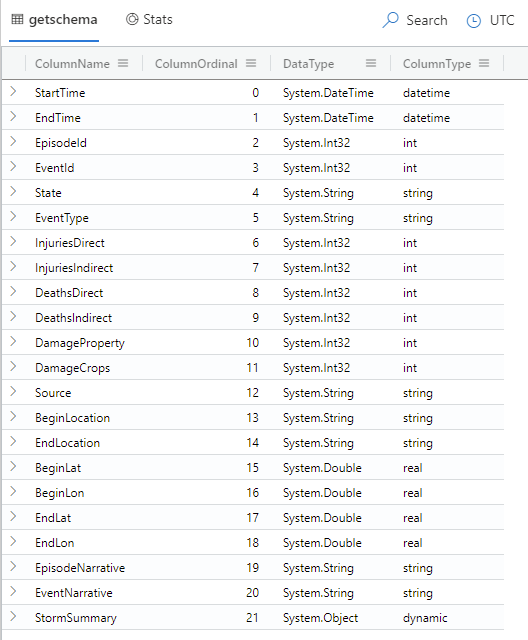 getschema Stats Search UTC
ColumnName ColumnOrdinal DataType ColumnType
StartTime 0 System.DateTime datetime
EndTime 1 System.DateTime datetime
EpisodeId 2 System.Int32 int
EventId 3 System.Int32 int
State 4 System.String string
EventType 5 System.String string
InjuriesDirect 6 System.Int32 int
InjuriesIndirect 7 System.Int32 int
DeathsDirect 8 System.Int32 int
DeathsIndirect 9 System.Int32 int
DamageProperty 10 System.Int32 int
DamageCrops 11 System.Int32 int
Source 12 System.String string
BeginLocation 13 System.String string
EndLocation 14 System.String string
BeginLat 15 System.Double real
BeginLon 16 System.Double real
EndLat 17 System.Double real
EndLon 18 System.Double real
EpisodeNarrative 19 System.String string
EventNarrative 20 System.String string
StormSummary 21 System.Object dynamic